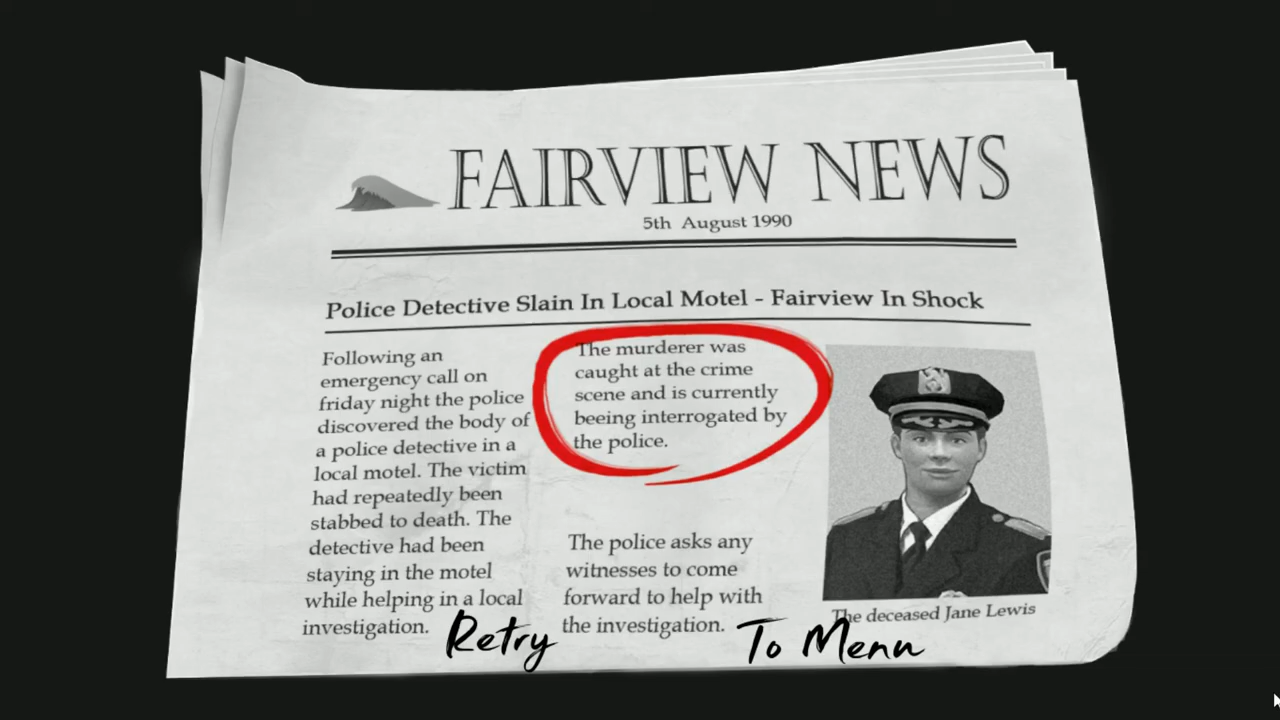 FAIRVIEW NEWS
5th August 1990
Police Detective Slain In Local Motel - Fairview In Shock
Following an
emergency call on
friday night the police
discovered the body of
a police detective in a
local motel. The victim
had repeatedly been
stabbed to death. The
detective had been
staying in the motel
while helping in a local
investigation.
The murderer was
caught at the crime
scene and is currently
beeing interrogated by
the police.
The police asks any
witnesses to come
forward to help with
the investigation.
The deceased Jane Lewis
Retry
To Menu